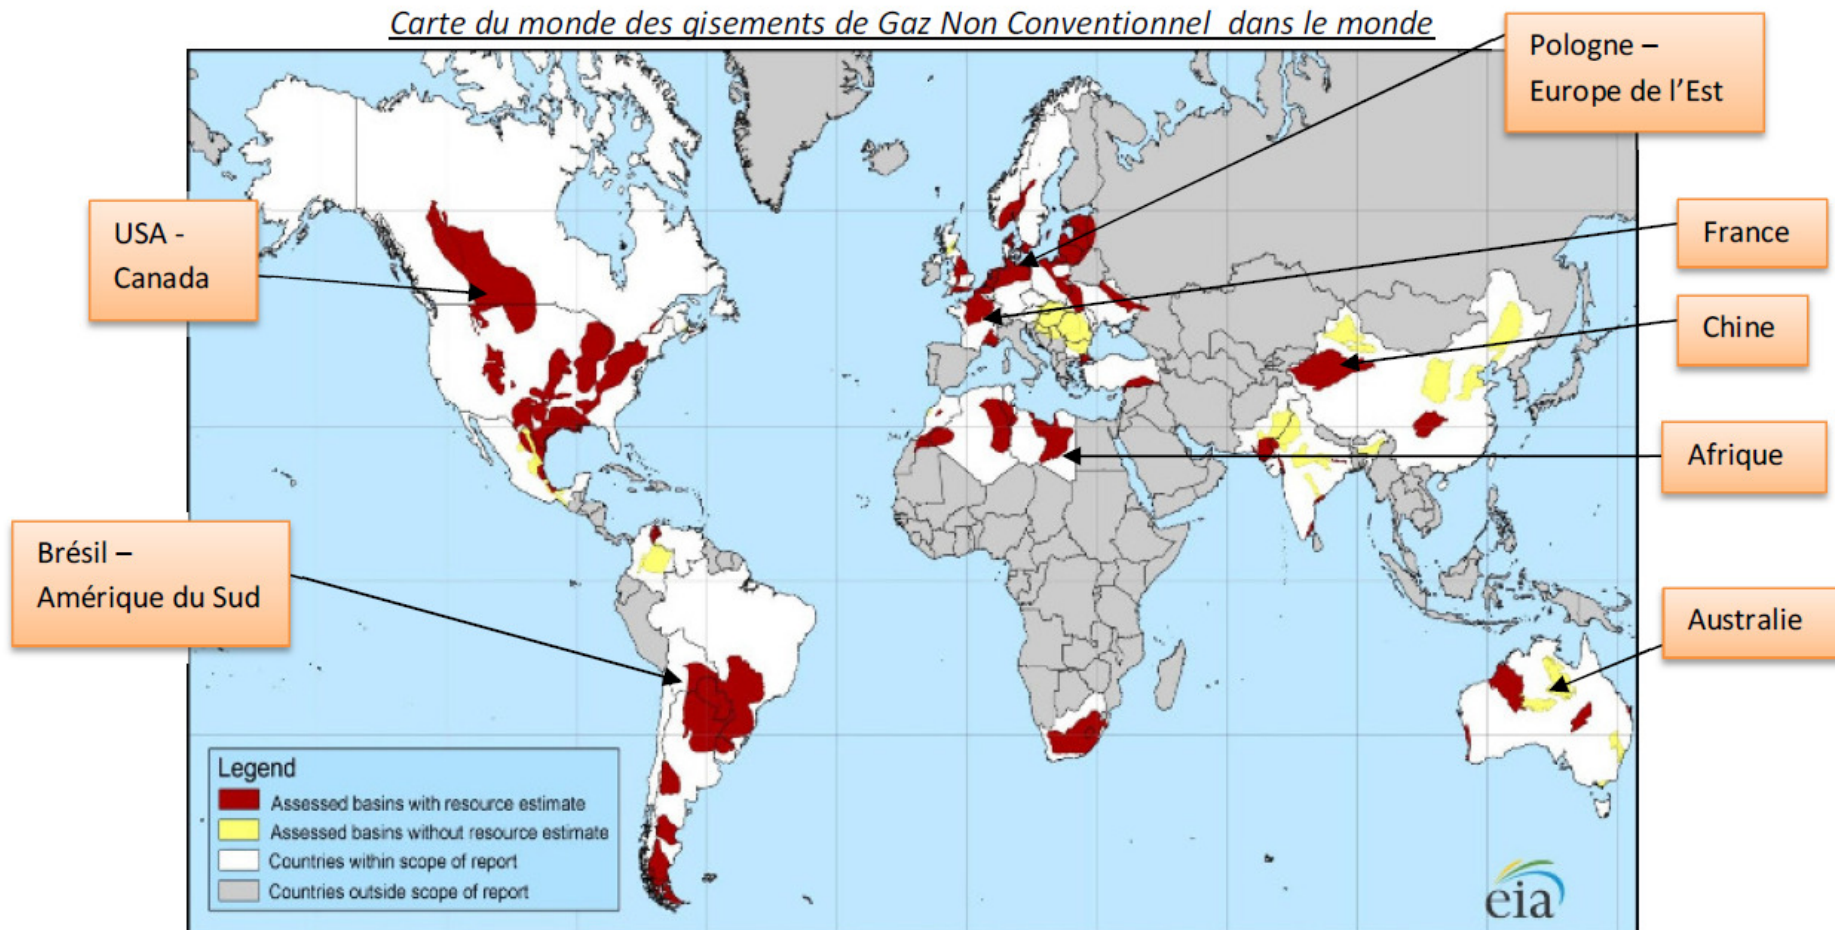 Carte du monde des gisements de Gaz Non Conventionnel dans le monde
Pologne –
Europe de l'Est
USA -
Canada
France
Chine
Afrique
Brésil –
Amérique du Sud
Australie
Legend
Assessed basins with resource estimate
Assessed basins without resource estimate
Countries within scope of report
Countries outside scope of report
eia